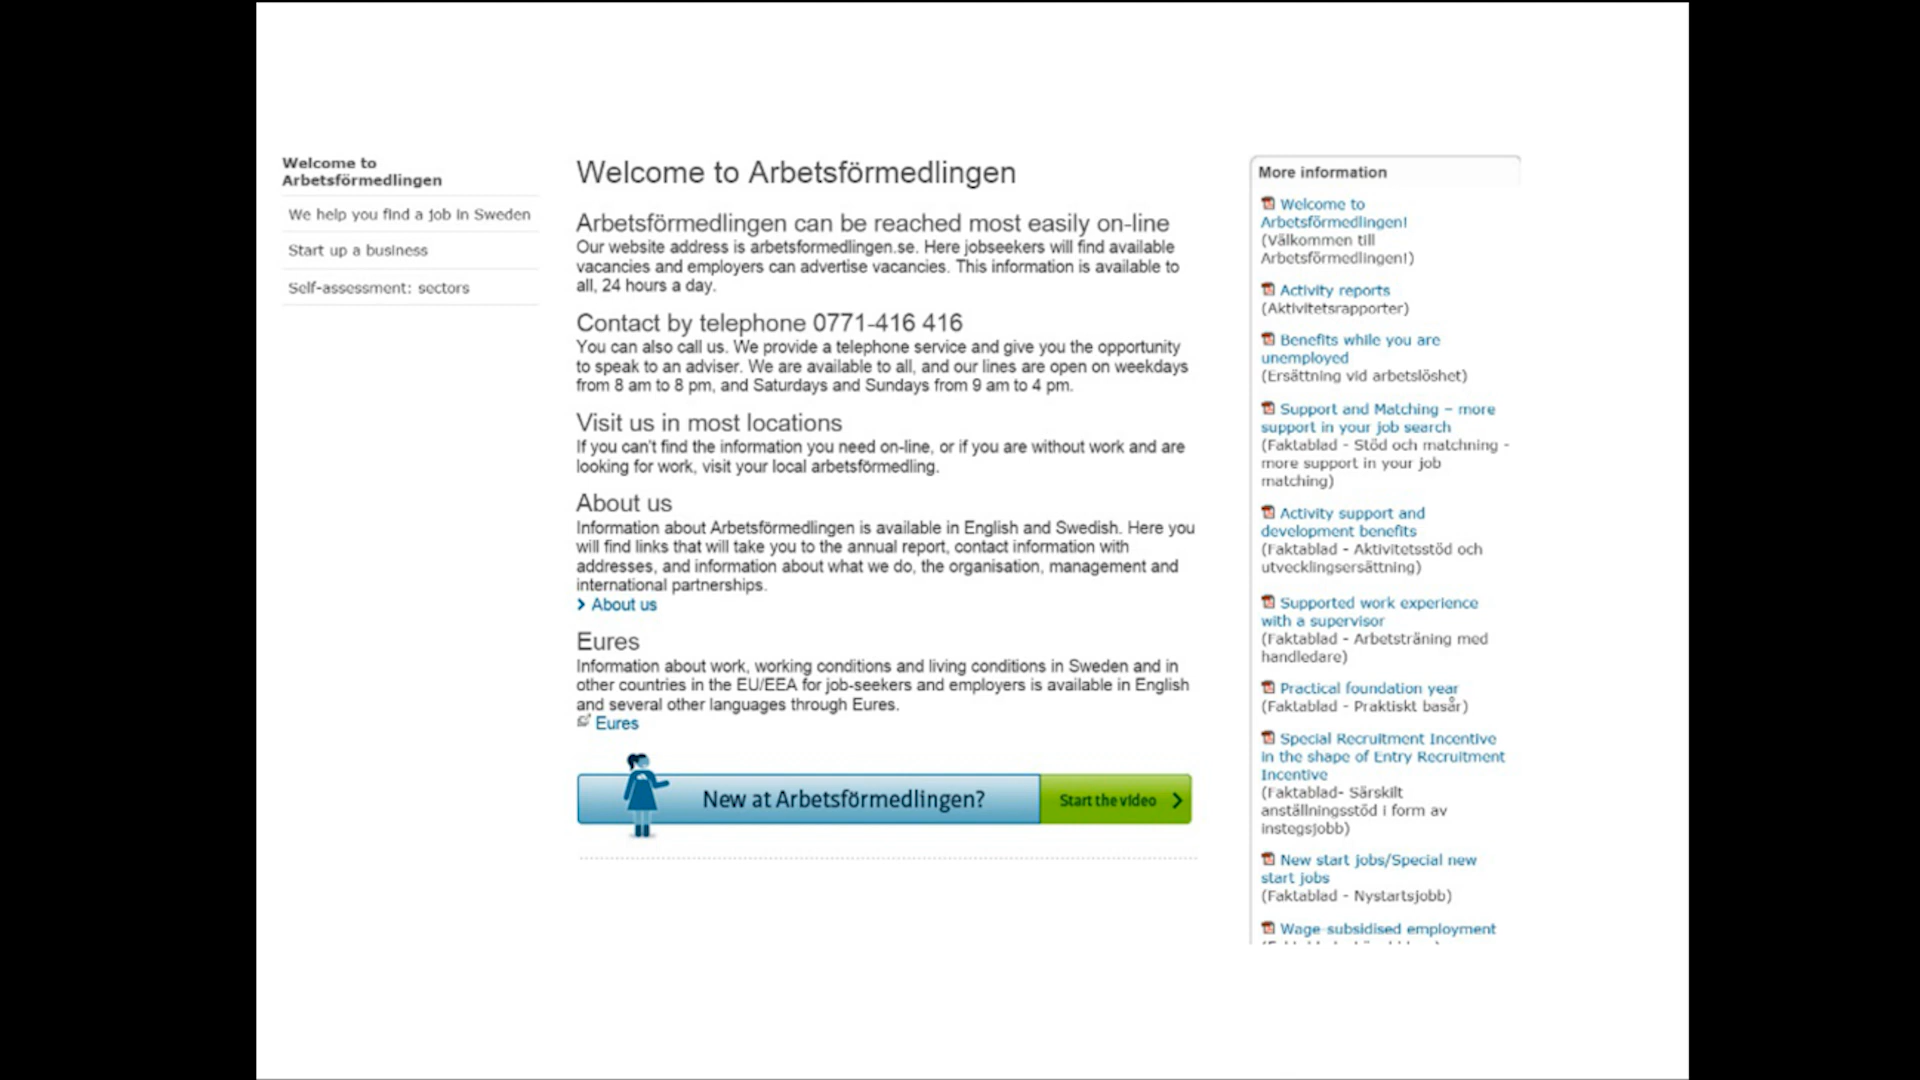 Welcome to
Arbetsförmedlingen
We help you find a job in Sweden
Start up a business
Self-assessment: sectors
Welcome to Arbetsförmedlingen
Arbetsförmedlingen can be reached most easily on-line
Our website address is arbetsformedlingen.se. Here jobseekers will find available
vacancies and employers can advertise vacancies. This information is available to
all, 24 hours a day.
Contact by telephone 0771-416 416
You can also call us. We provide a telephone service and give you the opportunity
to speak to an adviser. We are available to all, and our lines are open on weekdays
from 8 am to 8 pm, and Saturdays and Sundays from 9 am to 4 pm.
Visit us in most locations
If you can't find the information you need on-line, or if you are without work and are
looking for work, visit your local arbetsförmedling.
About us
Information about Arbetsförmedlingen is available in English and Swedish. Here you
will find links that will take you to the annual report, contact information with
addresses, and information about what we do, the organisation, management and
international partnerships.
About us
Eures
Information about work, working conditions and living conditions in Sweden and in
other countries in the EU/EEA for job-seekers and employers is available in English
and several other languages through Eures.
Eures
New at Arbetsförmedlingen?
Start the video
More information
Welcome to
Arbetsförmedlingen!
(Välkommen till
Arbetsförmedlingen!)
Activity reports
(Aktivitetsrapporter)
Benefits while you are
unemployed
(Ersättning vid arbetslöshet)
Support and Matching – more
support in your job search
(Faktablad - Stöd och matchning -
more support in your job
matching)
Activity support and
development benefits
(Faktablad - Aktivitetsstöd och
utvecklingsersättning)
Supported work experience
with a supervisor
(Faktablad - Arbetsträning med
handledare)
Practical foundation year
(Faktablad - Praktiskt basår)
Special Recruitment Incentive
in the shape of Entry Recruitment
Incentive
(Faktablad- Särskilt
anställningsstöd i form av
instegsjobb)
New start jobs/Special new
start jobs
(Faktablad - Nystartsjobb)
Wage subsidised employment